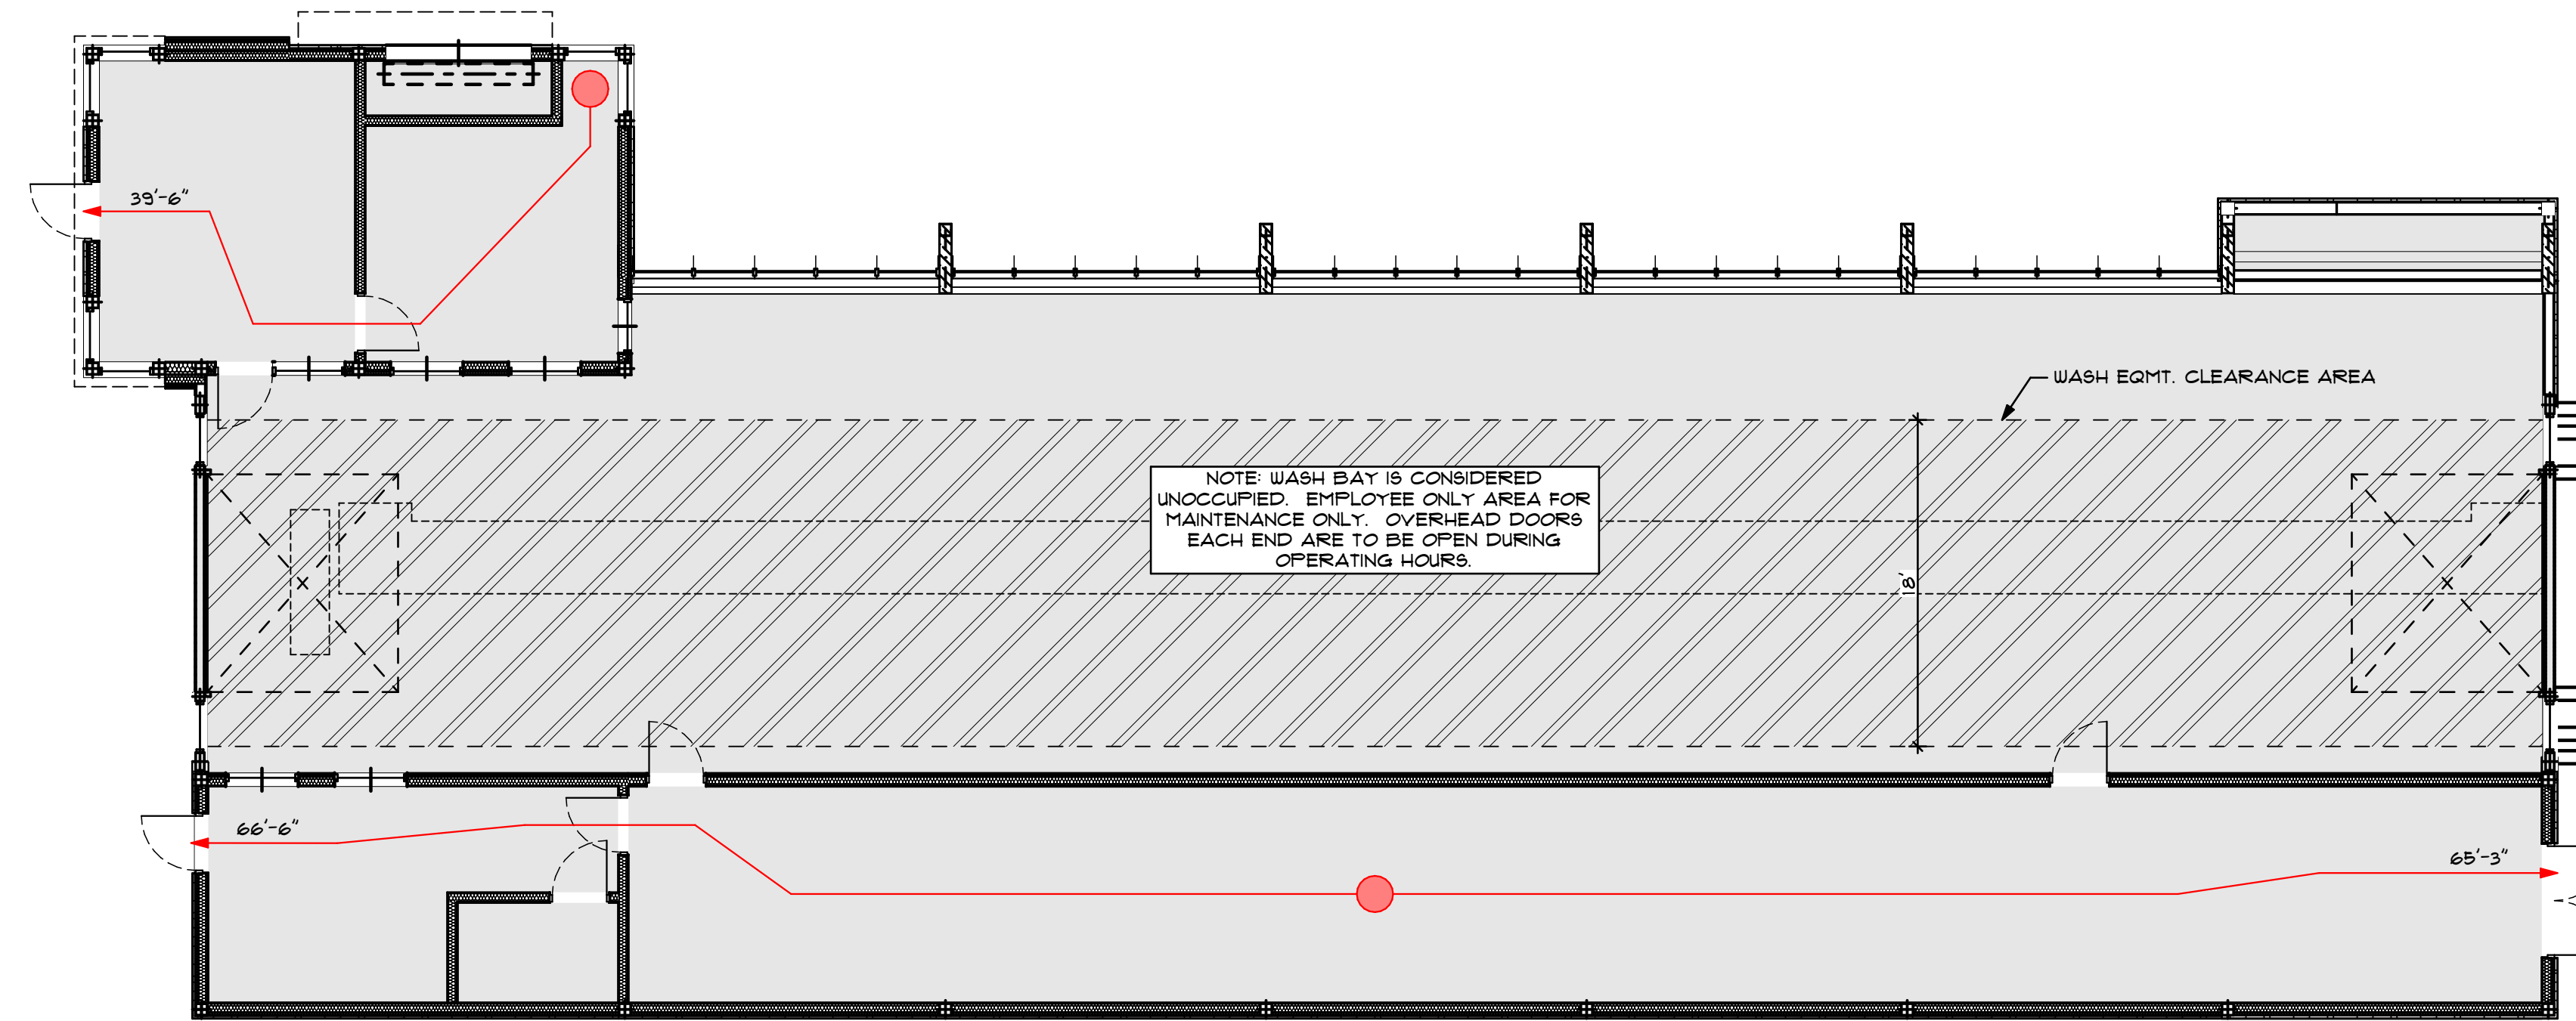 39'-6"
WASH EQMT. CLEARANCE AREA
NOTE: WASH BAY IS CONSIDERED
UNOCCUPIED. EMPLOYEE ONLY AREA FOR
MAINTENANCE ONLY. OVERHEAD DOORS
EACH END ARE TO BE OPEN DURING
OPERATING HOURS.
18'
66'-6"
65'-3"